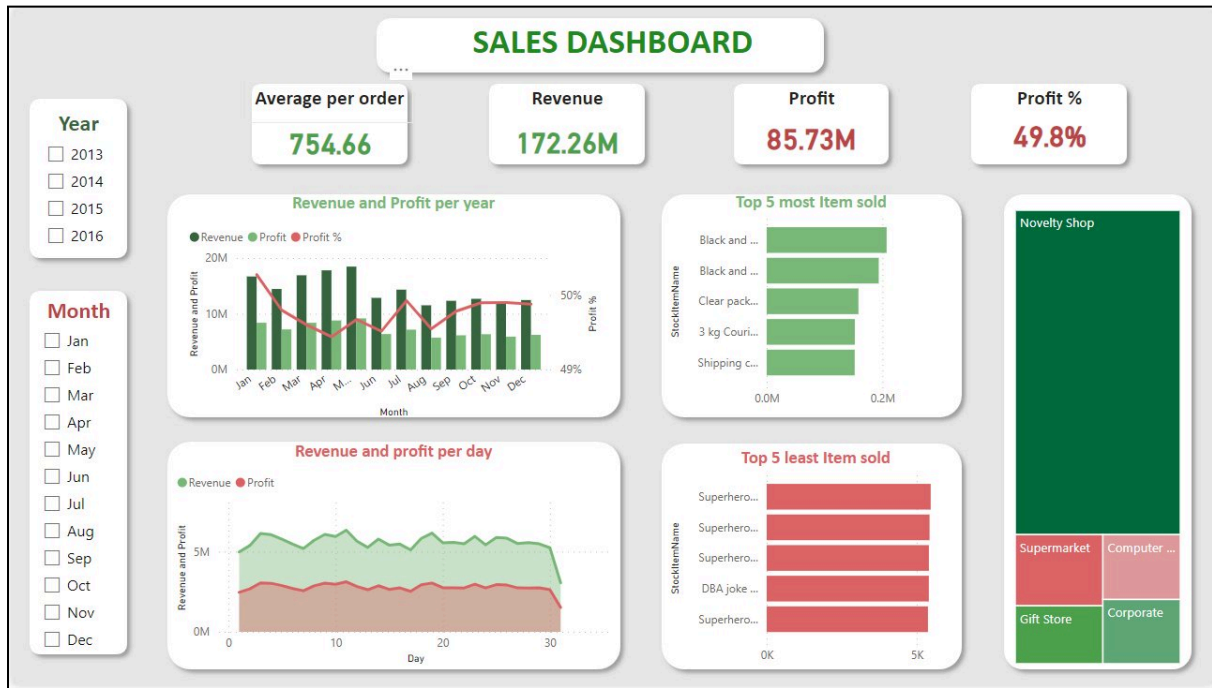 SALES DASHBOARD
...
Average per order
754.66
Revenue
172.26M
Profit
85.73M
Profit %
49.8%
Year
2013
2014
2015
2016
Month
Jan
Feb
Mar
Apr
May
Jun
Jul
Aug
Sep
Oct
Nov
Dec
Revenue and Profit per year
Revenue Profit Profit %
Revenue and Profit
20M
10M
0M
50%
49%
Profit %
Jan Feb Mar Apr M... Jun Jul Aug Sep Oct Nov Dec
Month
Top 5 most Item sold
StockItemName
Black and ...
Black and ...
Clear pack...
3 kg Couri...
Shipping c...
0.0M 0.2M
Revenue and profit per day
Revenue Profit
Revenue and Profit
5M
0M
0 10 20 30
Day
Top 5 least Item sold
StockItemName
Superhero...
Superhero...
Superhero...
DBA joke ...
Superhero...
0K 5K
Novelty Shop
Supermarket
Computer ...
Gift Store
Corporate